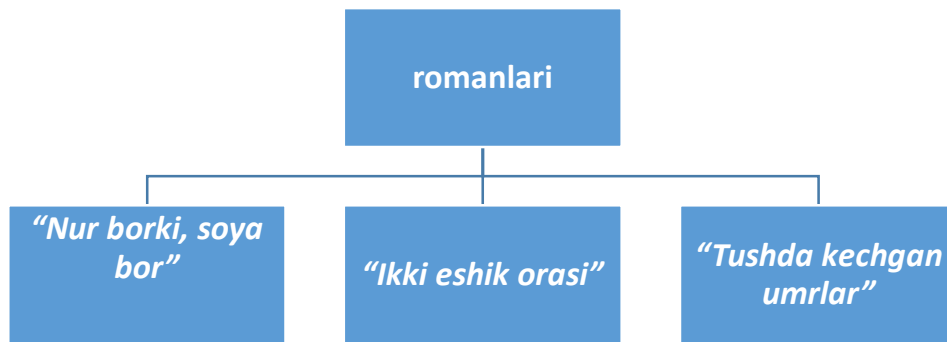 romanlari
“Nur borki, soya
bor”
“Ikki eshik orasi”
“Tushda kechgan
umrlar”